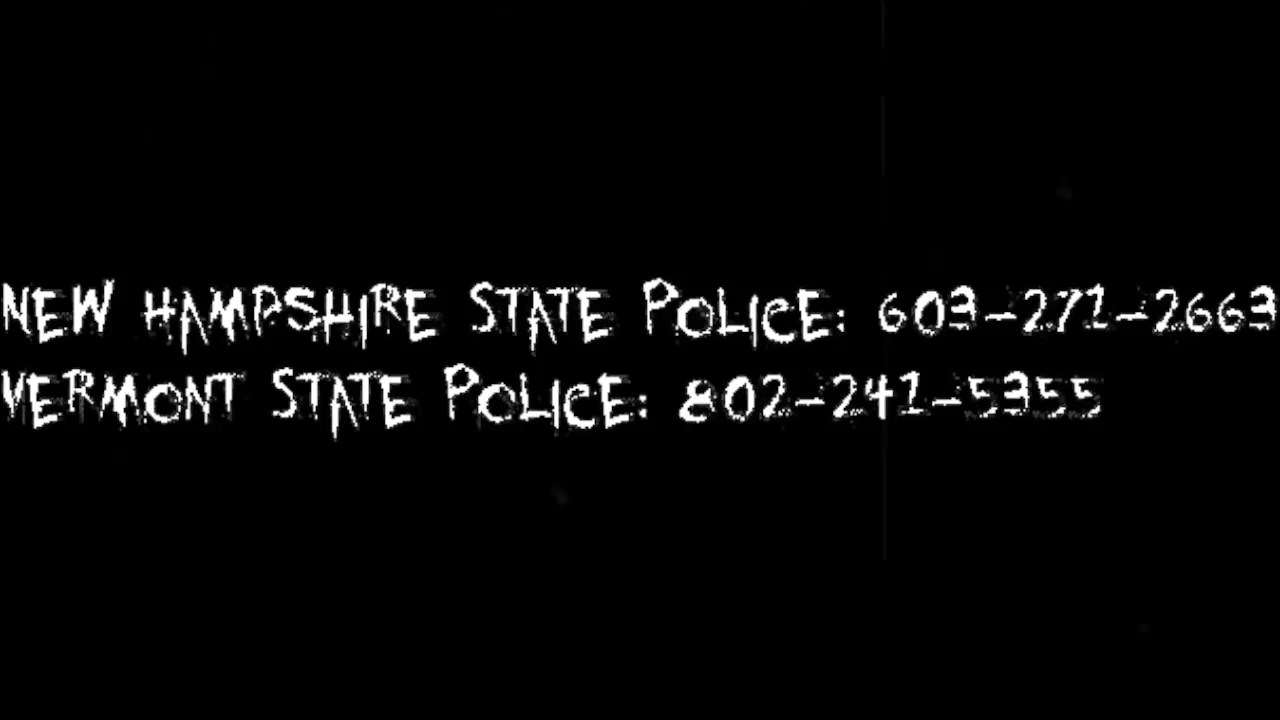 NEW HAMPSHIRE STATE POLICE: 603-271-2663
VERMONT STATE POLICE: 802-241-5355